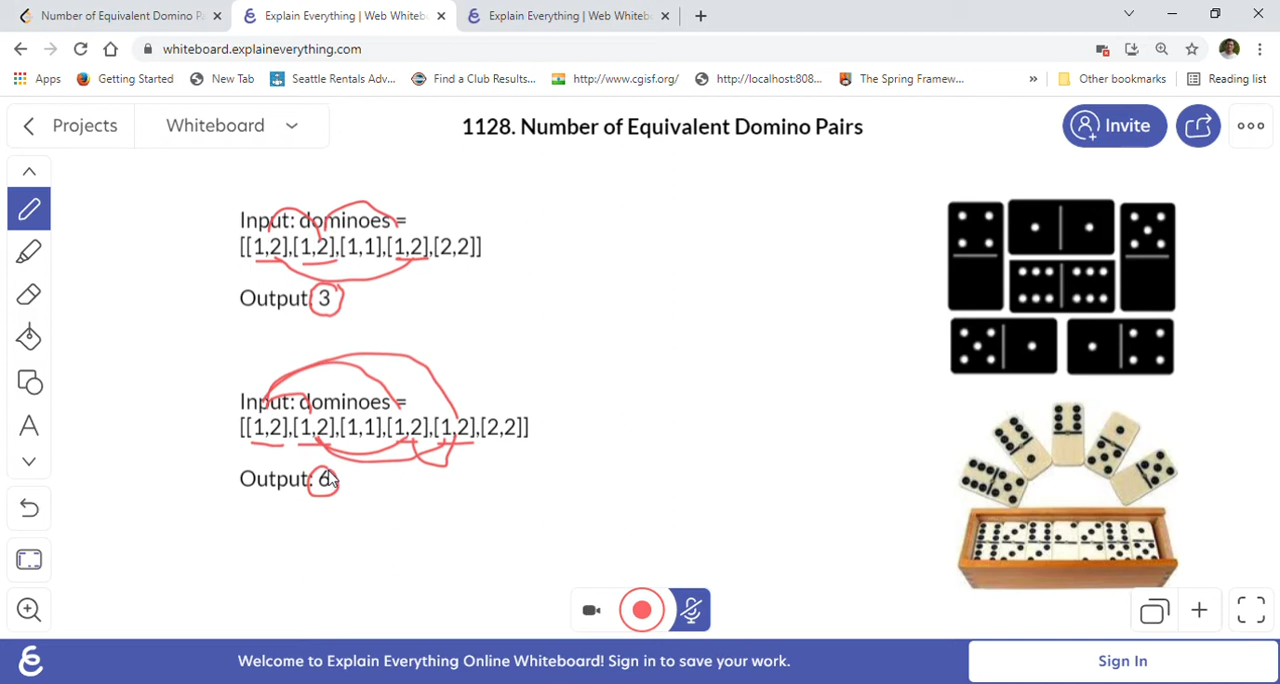 Number of Equivalent Domino P
Explain Everything | Web Whiteb
Explain Everything | Web Whiteb
whiteboard.explaineverything.com
Apps
Getting Started
New Tab
Seattle Rentals Adv...
Find a Club Results...
http://www.cgisf.org/
http://localhost:808...
The Spring Framew...
»
Other bookmarks
Reading list
Projects
Whiteboard
1128. Number of Equivalent Domino Pairs
Invite
Input: dominoes =
[[1,2],[1,2],[1,1],[1,2],[2,2]]
Output: 3
Input: dominoes =
[[1,2],[1,2],[1,1],[1,2],[1,2],[2,2]]
Output: 6
A
Welcome to Explain Everything Online Whiteboard! Sign in to save your work.
Sign In